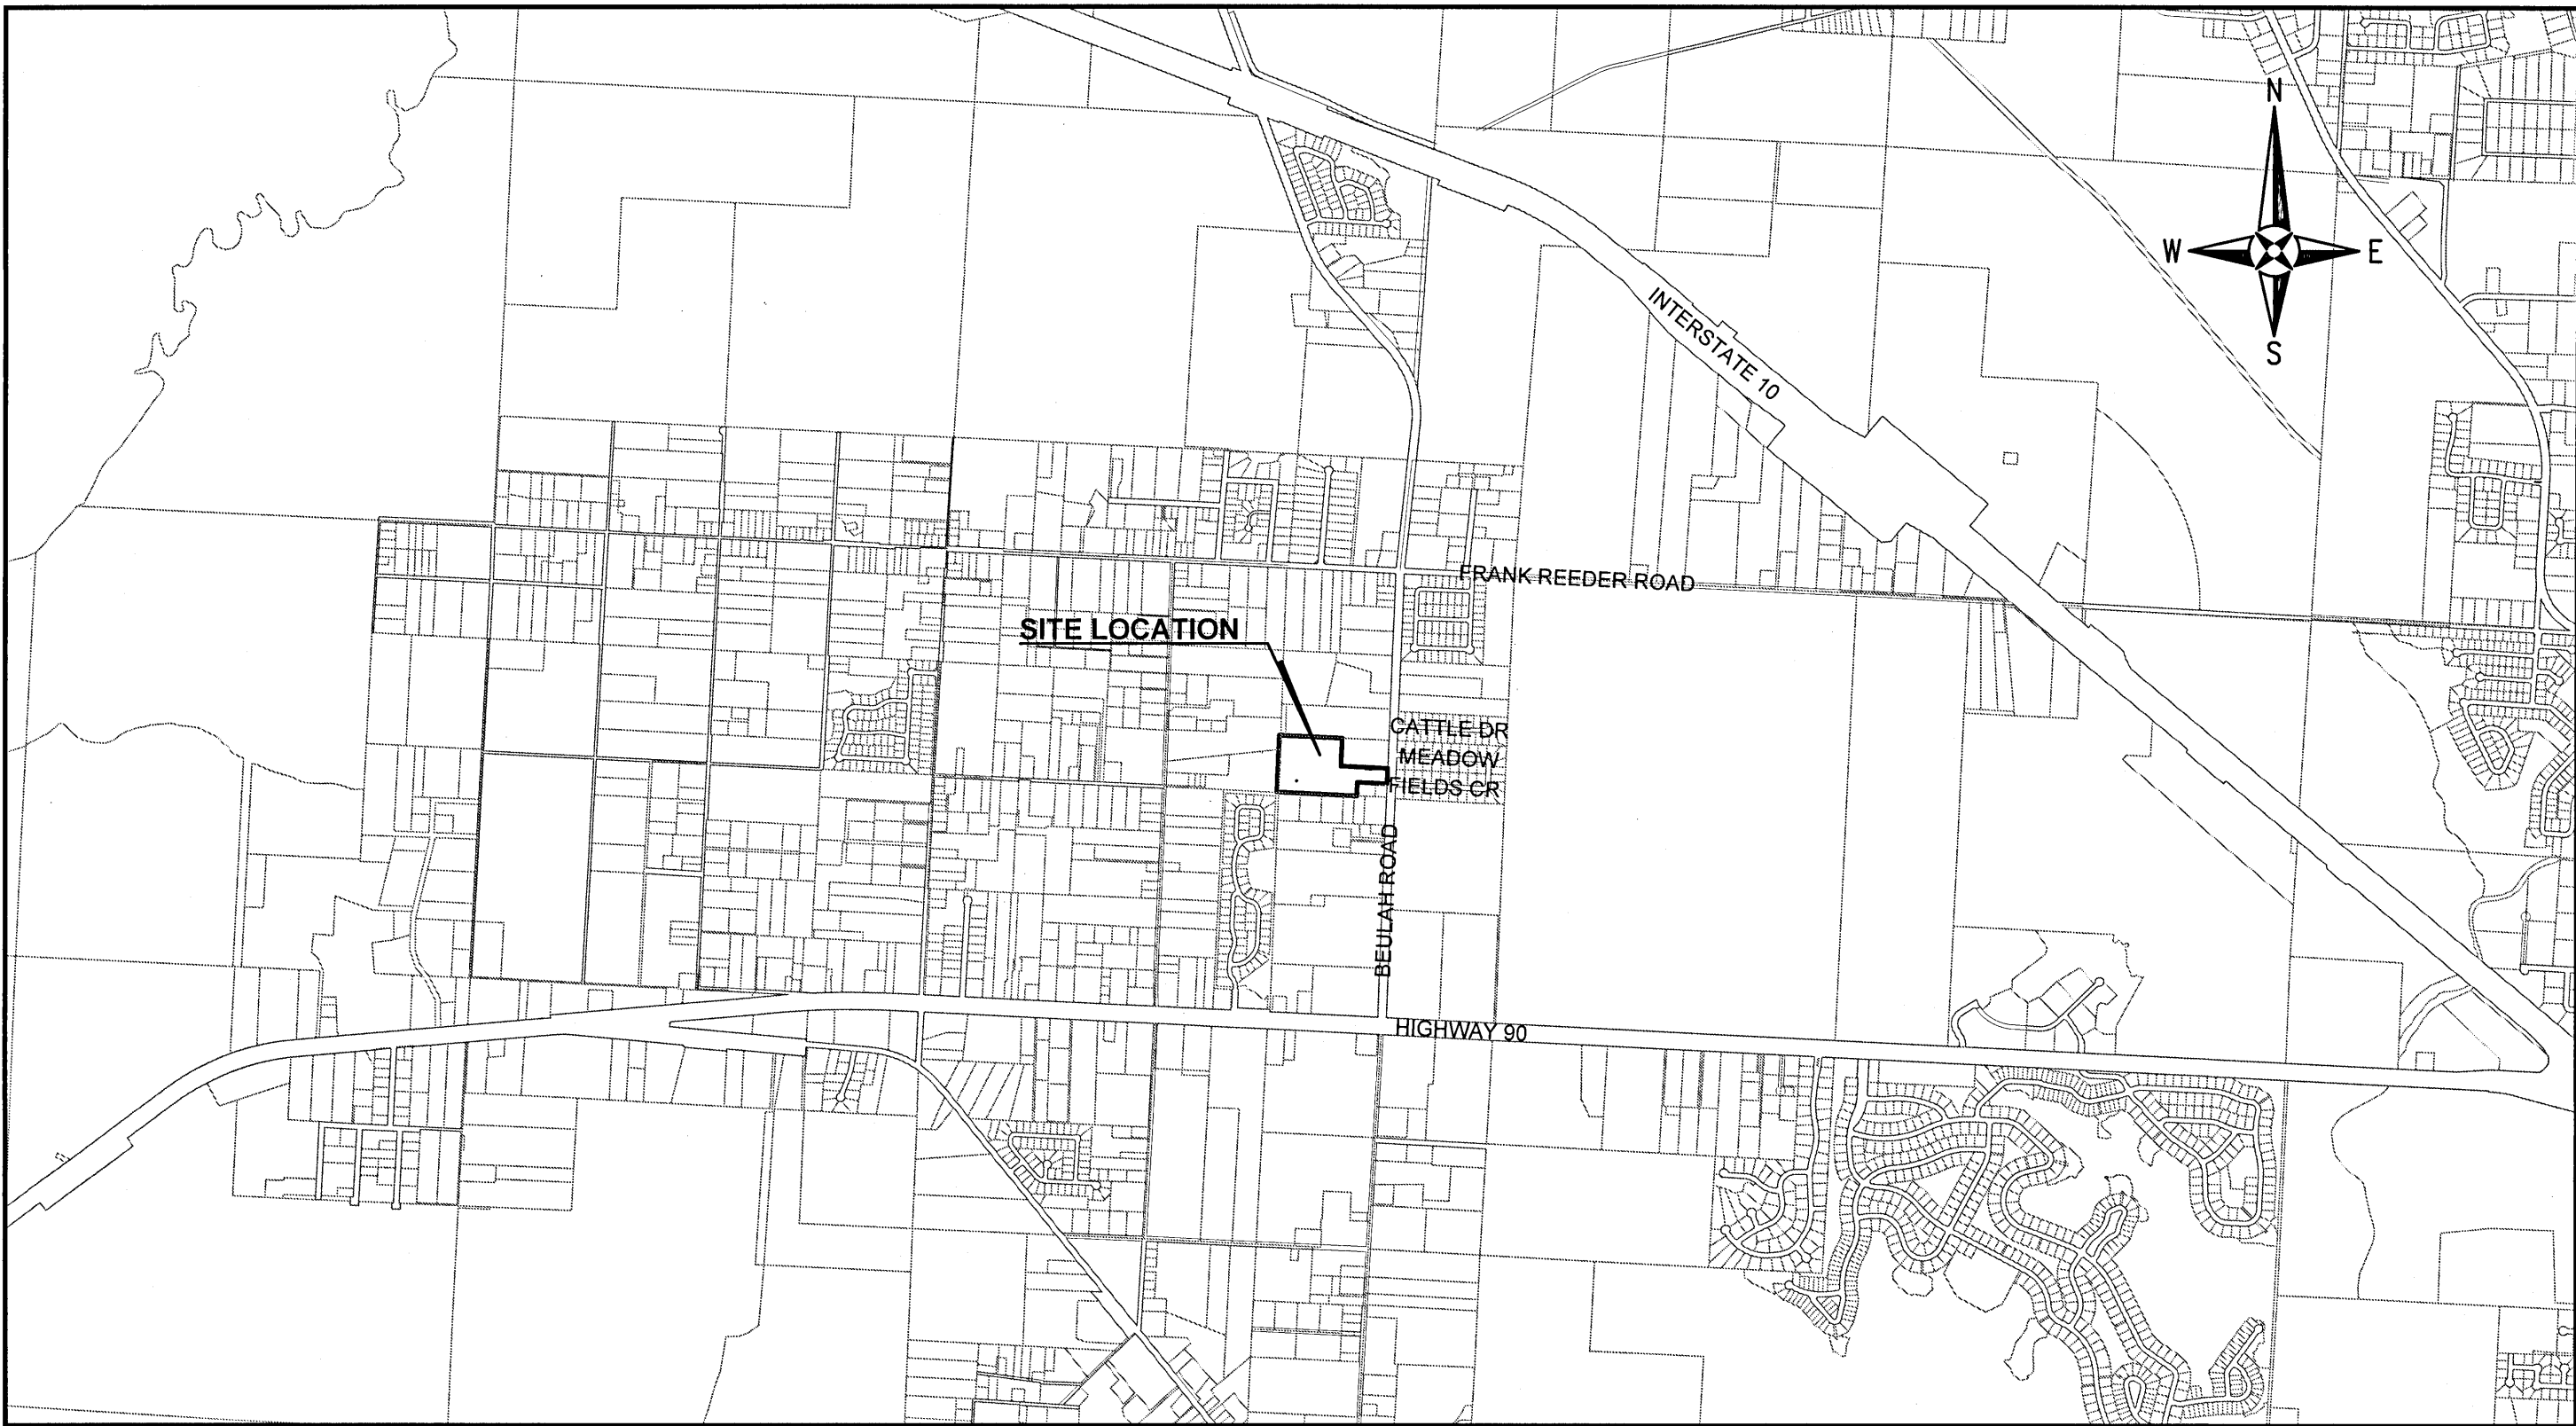 N
W E
S
INTERSTATE 10
FRANK REEDER ROAD
SITE LOCATION
CATTLE DR
MEADOW
FIELDS CR
BEULAH ROAD
HIGHWAY 90